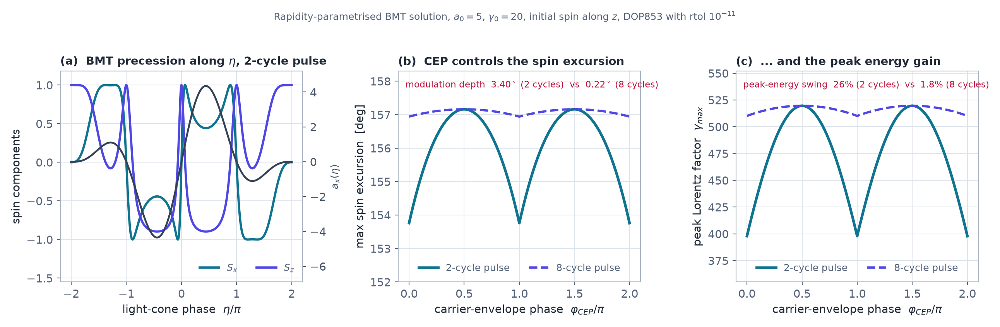 Rapidity-parametrised BMT solution, a₀ = 5, γ₀ = 20, initial spin along z, DOP853 with rtol 10⁻¹¹
(a) BMT precession along η, 2-cycle pulse
spin components
1.0
0.5
0.0
−0.5
−1.0
−1.5
4
2
0
−2
−4
−6
aₓ(η)
Sₓ
S_z
−2
−1
0
1
2
light-cone phase η/π
(b) CEP controls the spin excursion
modulation depth 3.40° (2 cycles) vs 0.22° (8 cycles)
max spin excursion [deg]
158
157
156
155
154
153
152
2-cycle pulse
8-cycle pulse
0.0
0.5
1.0
1.5
2.0
carrier-envelope phase φ_CEP/π
(c) ... and the peak energy gain
peak-energy swing 26% (2 cycles) vs 1.8% (8 cycles)
peak Lorentz factor γ_max
550
525
500
475
450
425
400
375
2-cycle pulse
8-cycle pulse
0.0
0.5
1.0
1.5
2.0
carrier-envelope phase φ_CEP/π